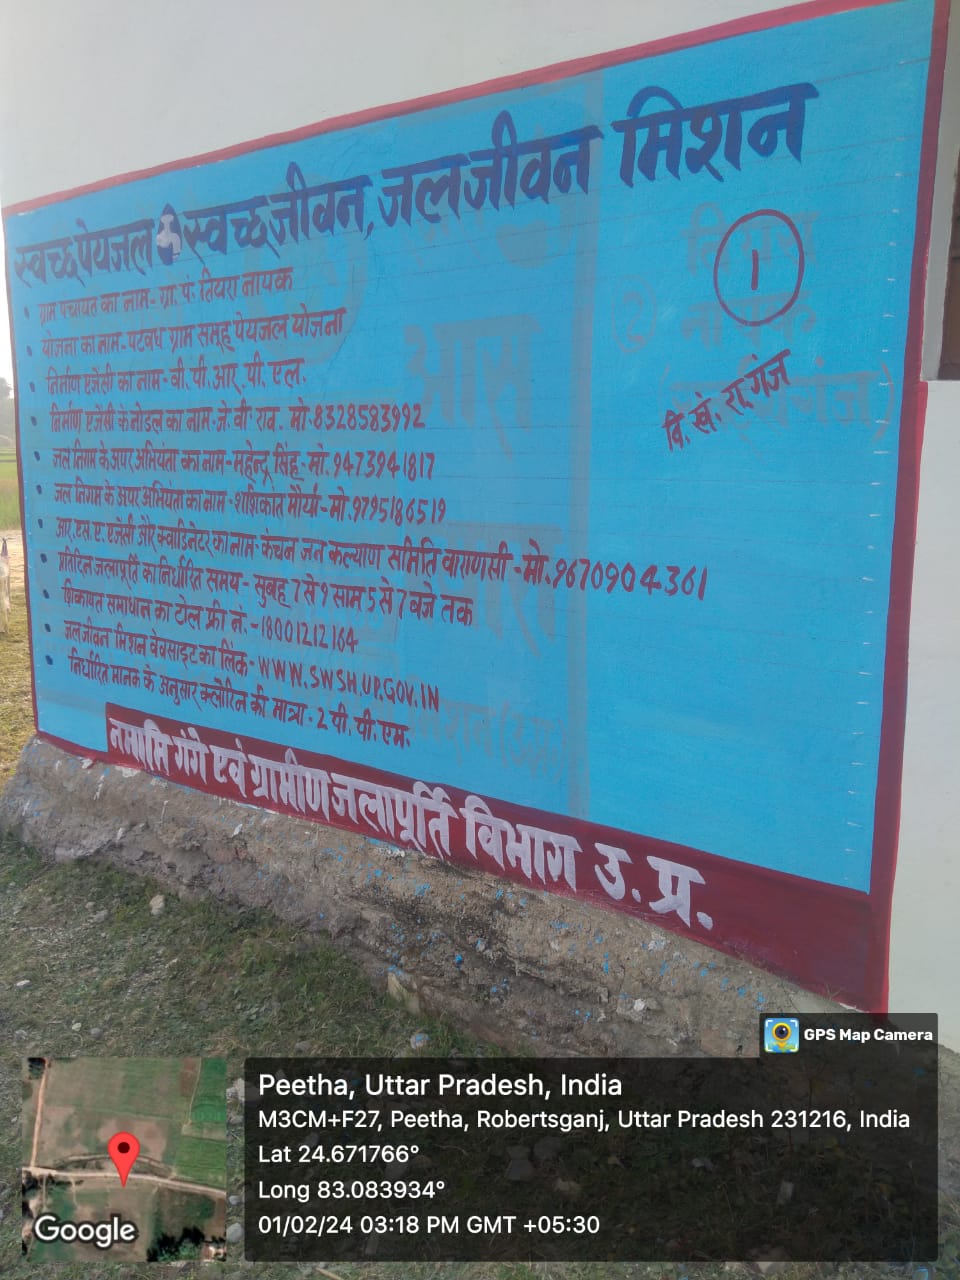 स्वच्छ पेयजल स्वच्छ जीवन, जल जीवन मिशन
1
वि. खं. रा. गंज
• ग्राम पंचायत का नाम- ग्रा. पं. तियरा नायक
• योजना का नाम- पटवध ग्राम समूह पेयजल योजना
• निर्माण एजेंसी का नाम- वी. पी. आर. पी. एल.
• निर्माण एजेंसी के नोडल का नाम- जे. वी राव. मो- 8328583992
• जल निगम के अपर अभियंता का नाम- महेन्द्र सिंह- मो. 9473941817
• जल निगम के अपर अभियंता का नाम- शशिकांत मौर्या- मो. 9795186519
• आई. एस. ए. एजेंसी और क्वाडिनेटर का नाम- कंचन जन कल्याण समिति वाराणसी- मो. 9670904361
• प्रतिदिन जलापूर्ति का निर्धारित समय- सुबह 7 से 9 साम 5 से 7 वजे तक
• शिकायत समाधान का टोल फ्री नं.- 18001212164
• जल जीवन मिशन वेवसाइट का लिंक- WWW.SWSM.UP.GOV.IN
• निर्धारित मानक के अनुसार क्लोरिन की मात्रा- 2 पी. पी. एम.
नमामि गंगे एवं ग्रामीण जलापूर्ति विभाग उ. प्र.
GPS Map Camera
Peetha, Uttar Pradesh, India
M3CM+F27, Peetha, Robertsganj, Uttar Pradesh 231216, India
Lat 24.671766°
Long 83.083934°
01/02/24 03:18 PM GMT +05:30
Google